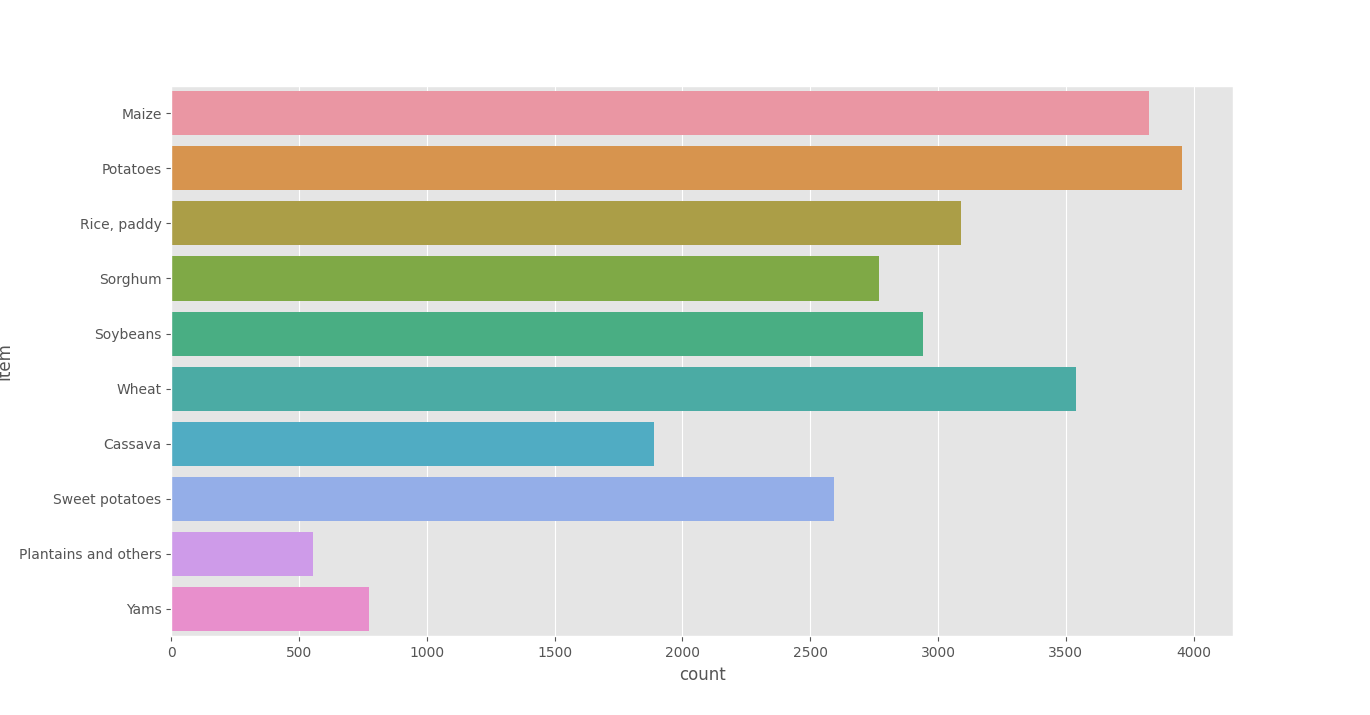 Maize
Potatoes
Rice, paddy
Sorghum
Soybeans
Item
Wheat
Cassava
Sweet potatoes
Plantains and others
Yams
0 500 1000 1500 2000 2500 3000 3500 4000
count